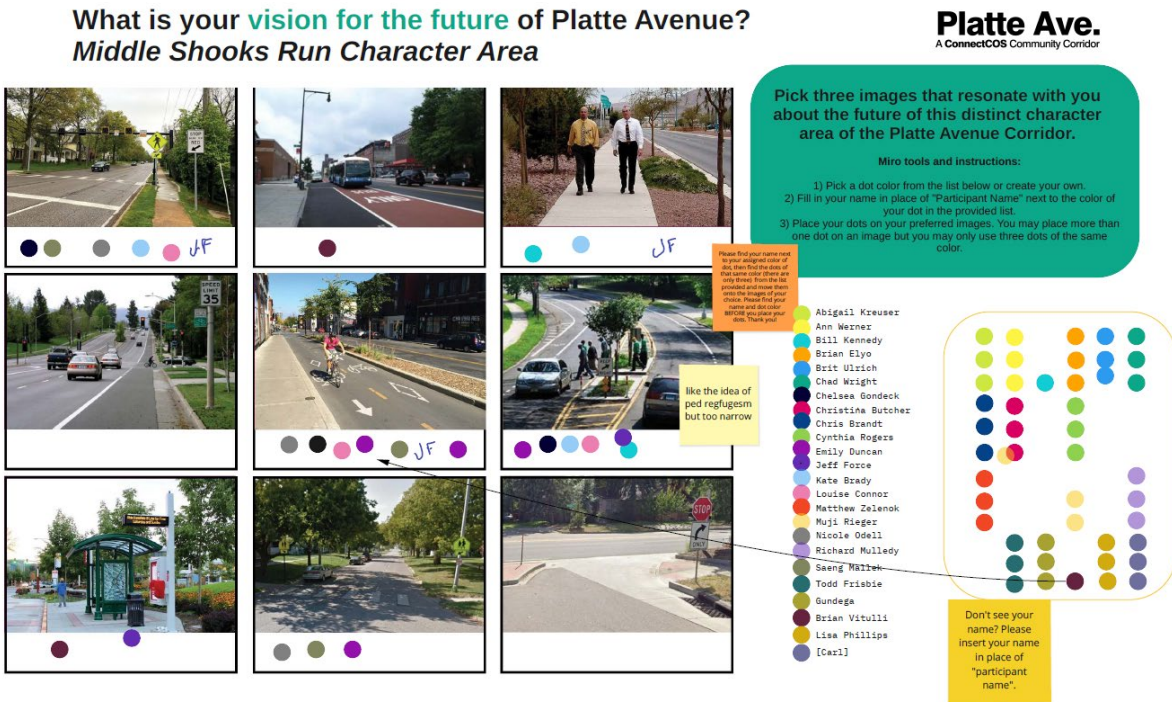 What is your vision for the future of Platte Avenue?
Middle Shooks Run Character Area
Platte Ave.
A ConnectCOS Community Corridor
Pick three images that resonate with you
about the future of this distinct character
area of the Platte Avenue Corridor.
Miro tools and instructions:
1) Pick a dot color from the list below or create your own.
2) Fill in your name in place of "Participant Name" next to the color of
your dot in the provided list.
3) Place your dots on your preferred images. You may place more than
one dot on an image but you may only use three dots of the same
color.
JF
JF
Please find your name next
to your assigned color of
dot, then find the dots of
that same color (there are
only three) from the list
provided and move them
onto the images of your
choice. Please find your
name and dot color
BEFORE you place your
dots. Thank you!
SPEED
LIMIT
35
ONLY
like the idea of
ped regfugesm
but too narrow
JF
STOP
ONLY
Abigail Kreuser
Ann Werner
Bill Kennedy
Brian Elyo
Brit Ulrich
Chad Wright
Chelsea Gondeck
Christina Butcher
Chris Brandt
Cynthia Rogers
Emily Duncan
Jeff Force
Kate Brady
Louise Connor
Matthew Zelenok
Muji Rieger
Nicole Odell
Richard Mulledy
Saeng Mallek
Todd Frisbie
Gundega
Brian Vitulli
Lisa Phillips
[Carl]
Don't see your
name? Please
insert your name
in place of
"participant
name".